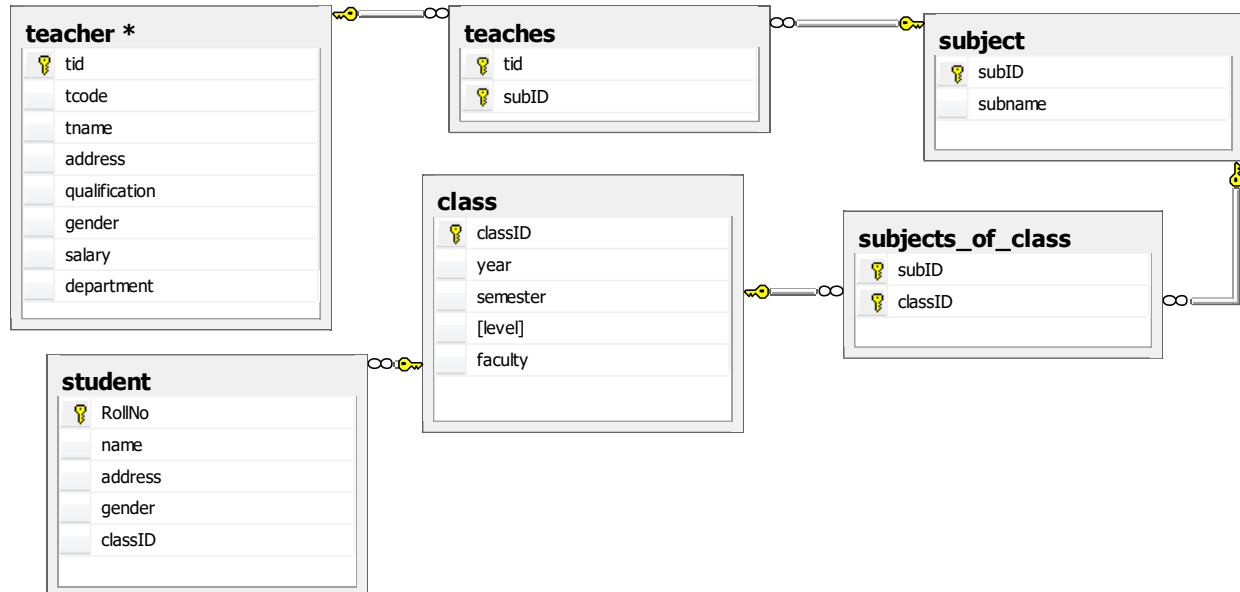 teacher *
tid
tcode
tname
address
qualification
gender
salary
department
teaches
tid
subID
subject
subID
subname
class
classID
year
semester
[level]
faculty
subjects_of_class
subID
classID
student
RollNo
name
address
gender
classID